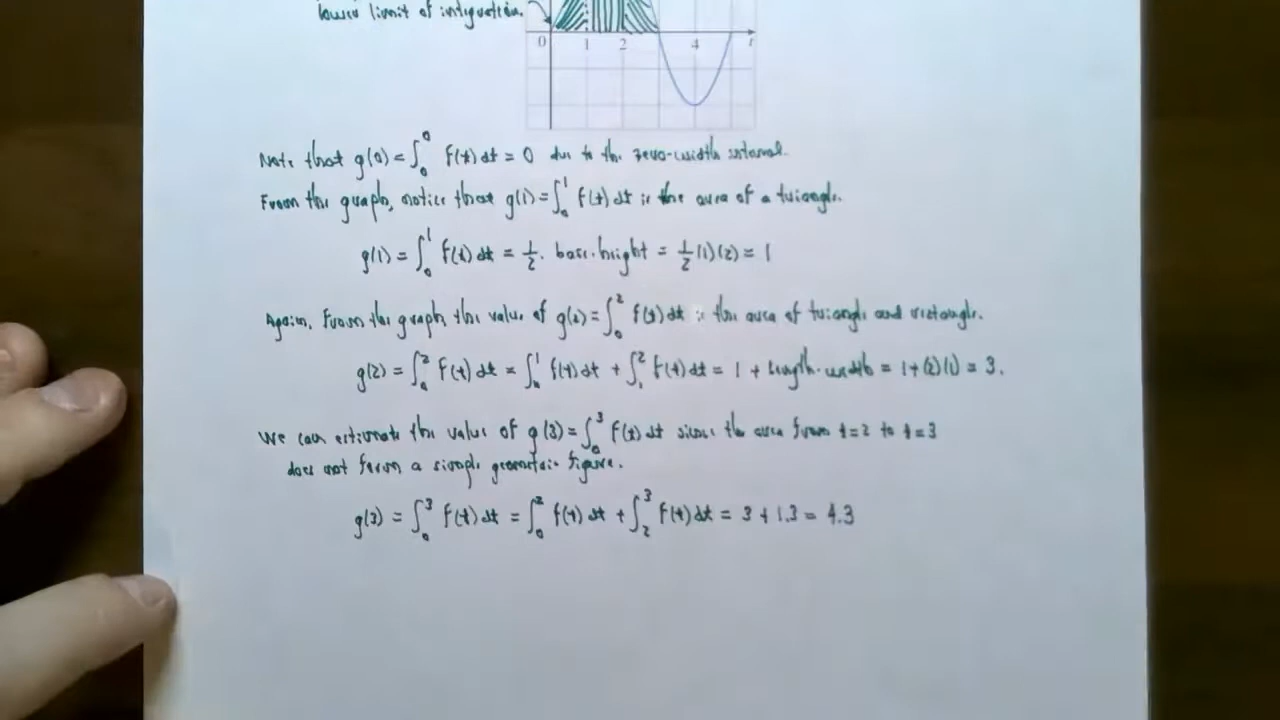 lower limit of integration.
0 1 2 4 t
Note that g(0) = ∫₀⁰ f(t) dt = 0 due to the zero-width interval.
From the graph, notice that g(1) = ∫₀¹ f(t) dt is the area of a triangle.
g(1) = ∫₀¹ f(t) dt = 1/2 · base · height = 1/2 (1)(2) = 1
Again, From the graph, the value of g(2) = ∫₀² f(t) dt is the area of triangle and rectangle.
g(2) = ∫₀² f(t) dt = ∫₀¹ f(t) dt + ∫₁² f(t) dt = 1 + length · width = 1 + (2)(1) = 3.
We can estimate the value of g(3) = ∫₀³ f(t) dt since the area from t=2 to t=3
does not form a simple geometric figure.
g(3) = ∫₀³ f(t) dt = ∫₀² f(t) dt + ∫₂³ f(t) dt = 3 + 1.3 = 4.3